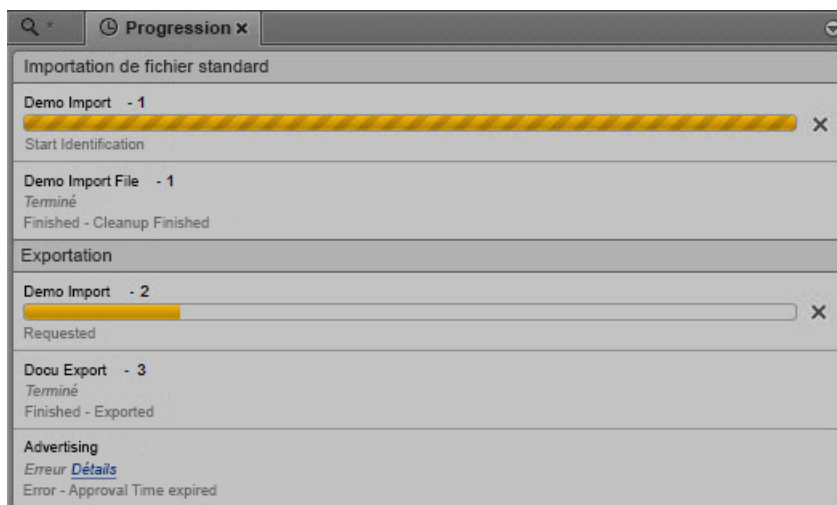 Progression
Importation de fichier standard
Demo Import - 1
Start Identification
Demo Import File - 1
Terminé
Finished - Cleanup Finished
Exportation
Demo Import - 2
Requested
Docu Export - 3
Terminé
Finished - Exported
Advertising
Erreur Détails
Error - Approval Time expired